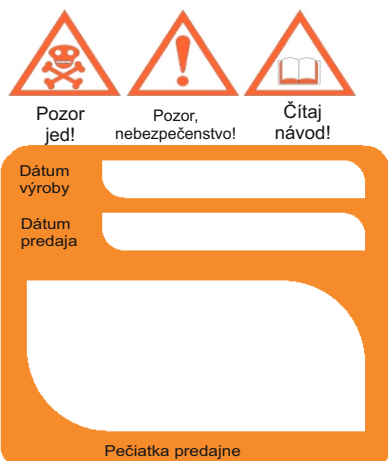 Pozor
jed!
Pozor,
nebezpečenstvo!
Čítaj
návod!
Dátum
výroby
Dátum
predaja
Pečiatka predajne